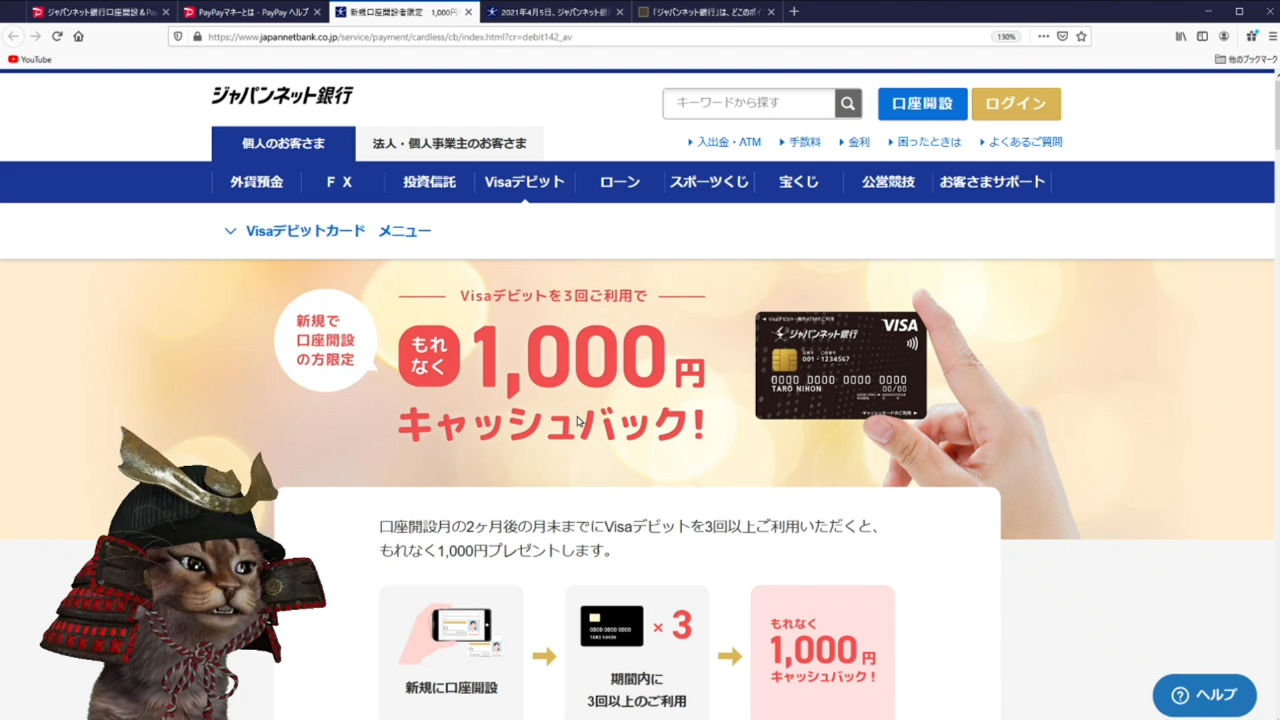 ジャパンネット銀行口座開設＆Pa
PayPayマネーとは - PayPay ヘルプ
新規口座開設者限定 1,000円
2021年4月5日、ジャパンネット銀
「ジャパンネット銀行」は、どこのポイ
https://www.japannetbank.co.jp/service/payment/cardless/cb/index.html?cr=debit142_av
130%
YouTube
他のブックマーク
ジャパンネット銀行
キーワードから探す
口座開設
ログイン
個人のお客さま
法人・個人事業主のお客さま
入出金・ATM
手数料
金利
困ったときは
よくあるご質問
外貨預金
ＦＸ
投資信託
Visaデビット
ローン
スポーツくじ
宝くじ
公営競技
お客さまサポート
Visaデビットカード メニュー
新規で
口座開設
の方限定
Visaデビットを3回ご利用で
もれ
なく
1,000円
キャッシュバック!
ジャパンネット銀行
VISA
001 - 1234567
0000 0000 0000 0000
00/00
TARO NIHON
口座開設月の2ヶ月後の月末までにVisaデビットを3回以上ご利用いただくと、
もれなく1,000円プレゼントします。
新規に口座開設
0000 0000 0000 0000
TARO NIHON
× 3
期間内に
3回以上のご利用
もれなく
1,000円
キャッシュバック!
ヘルプ